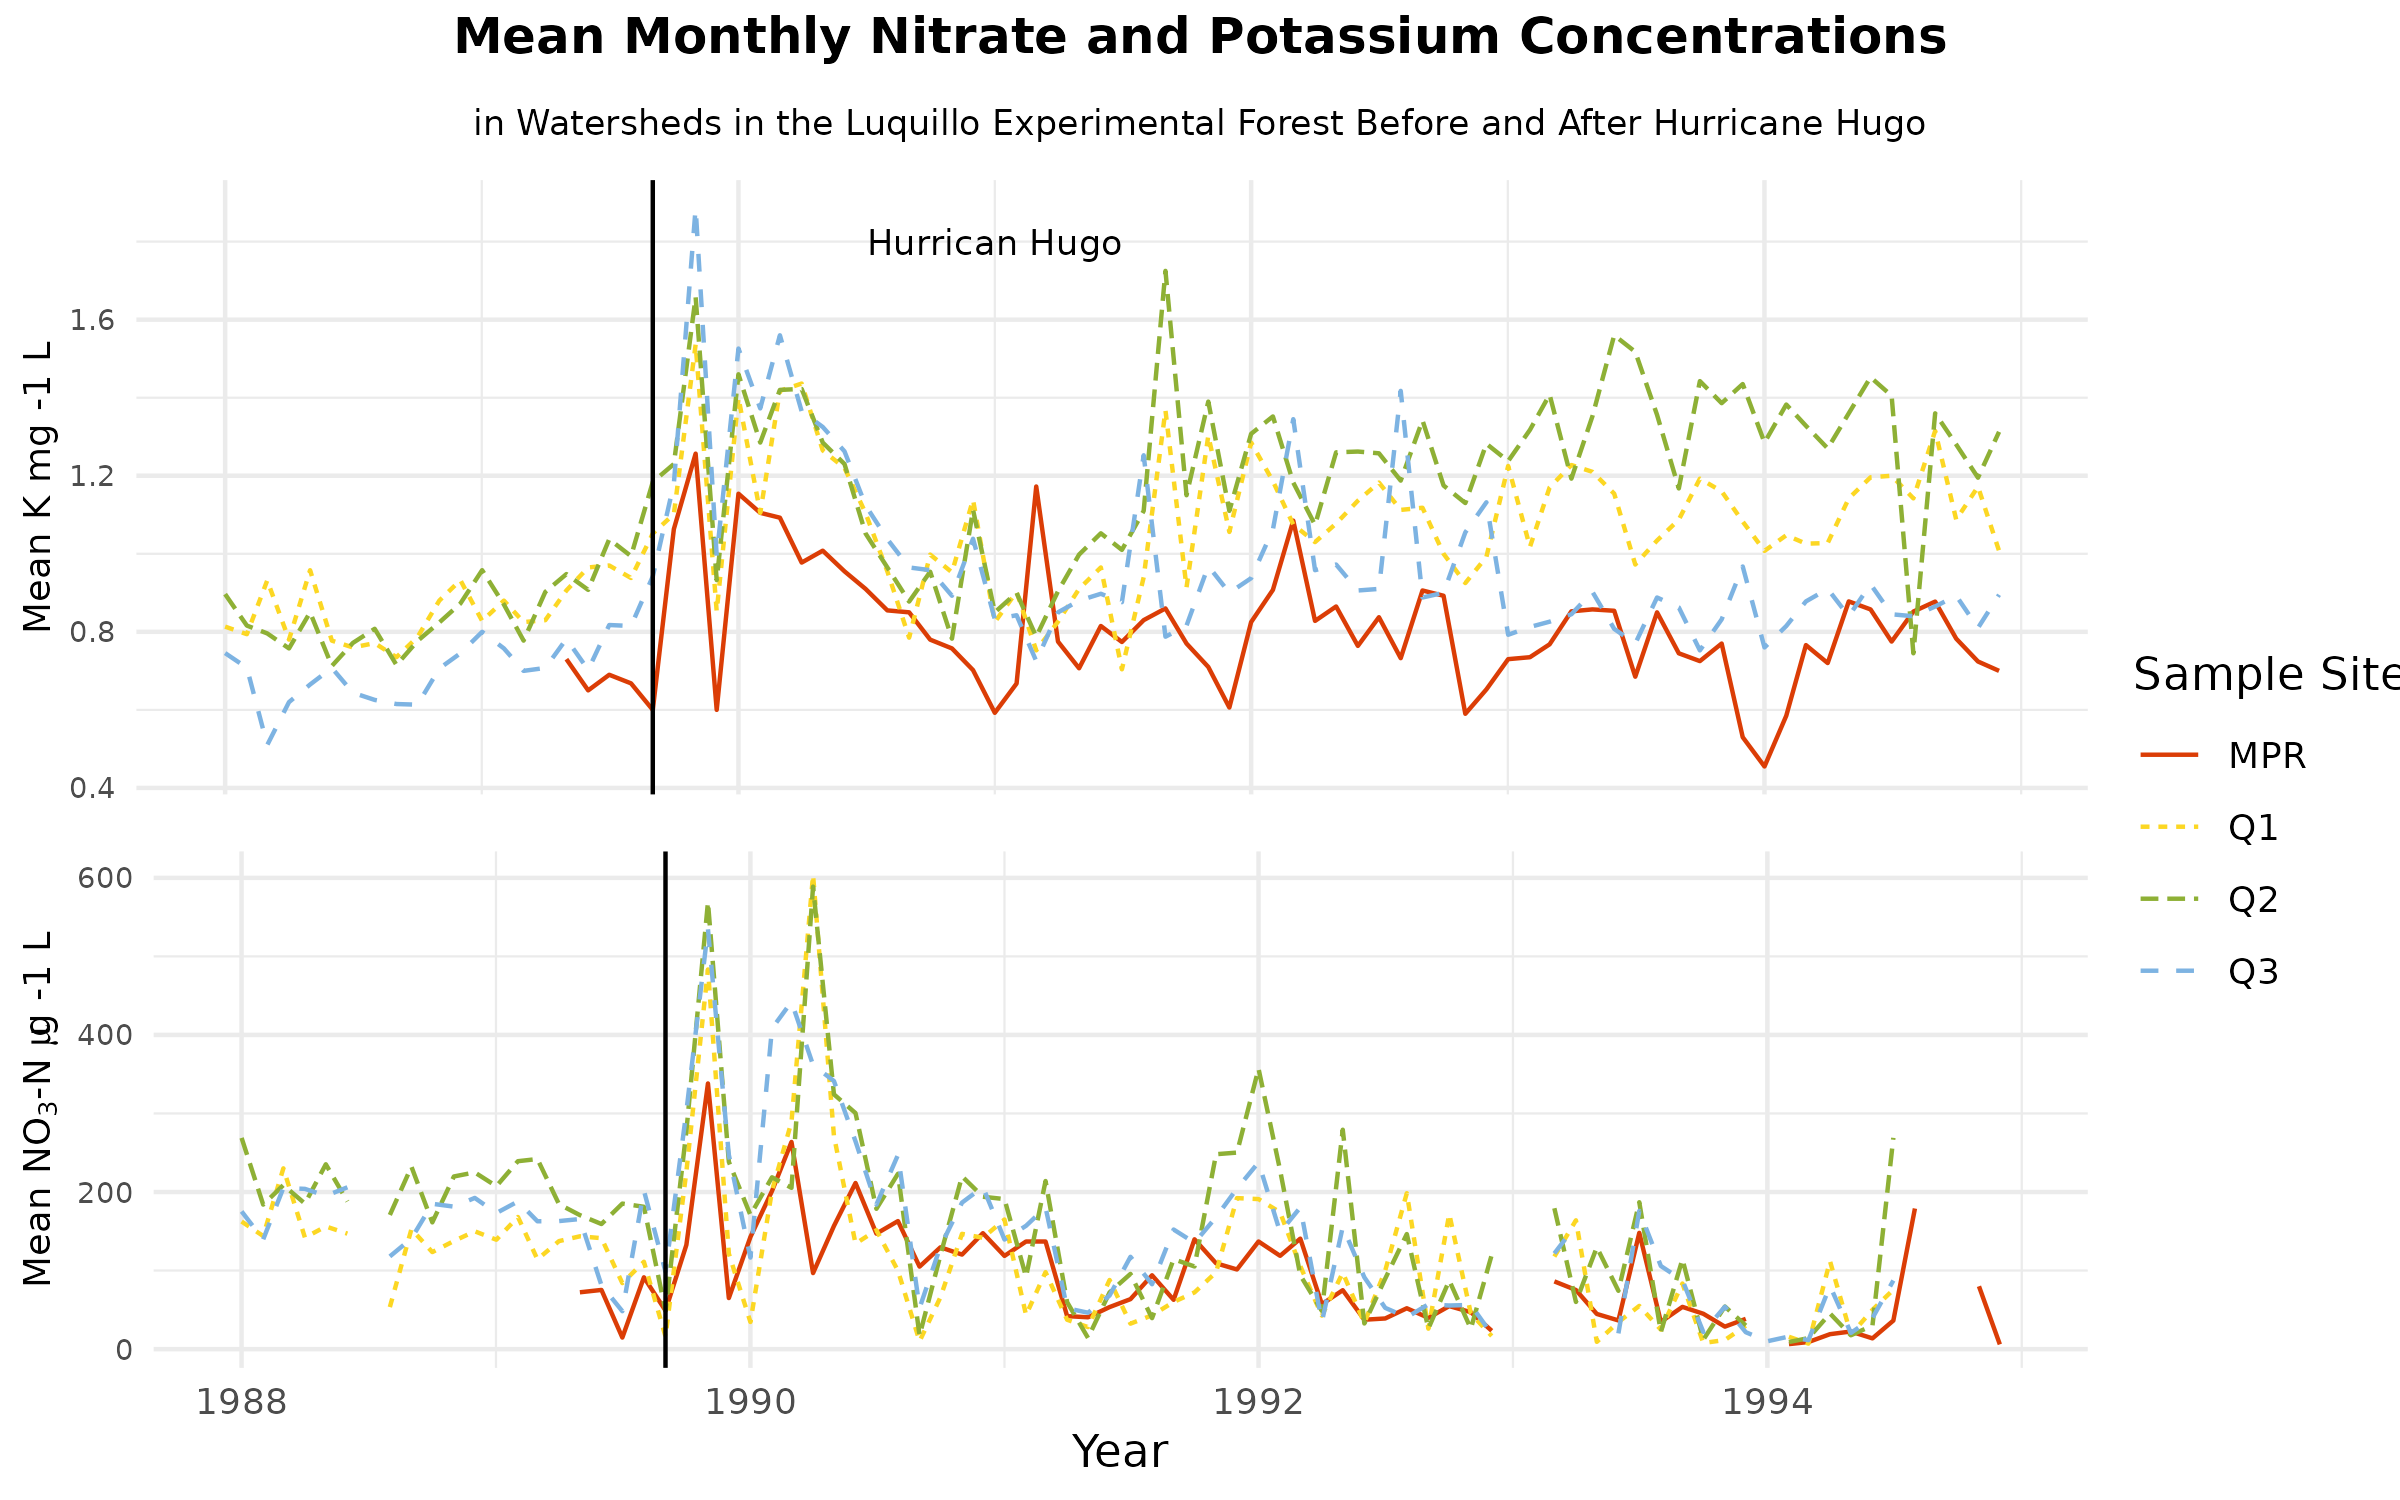 Mean Monthly Nitrate and Potassium Concentrations
in Watersheds in the Luquillo Experimental Forest Before and After Hurricane Hugo
Hurrican Hugo
Mean K mg -1 L
1.6
1.2
0.8
0.4
Mean NO₃-N µg -1 L
600
400
200
0
1988 1990 1992 1994
Year
Sample Site
MPR
Q1
Q2
Q3